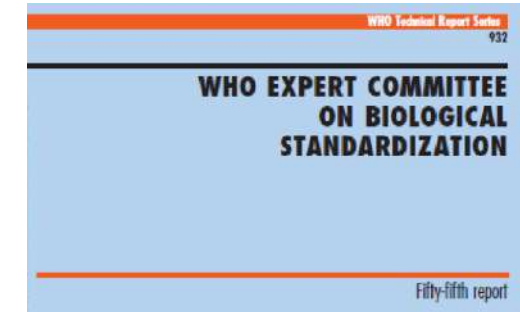 WHO Technical Report Series
932
WHO EXPERT COMMITTEE
ON BIOLOGICAL
STANDARDIZATION
Fifty-fifth report